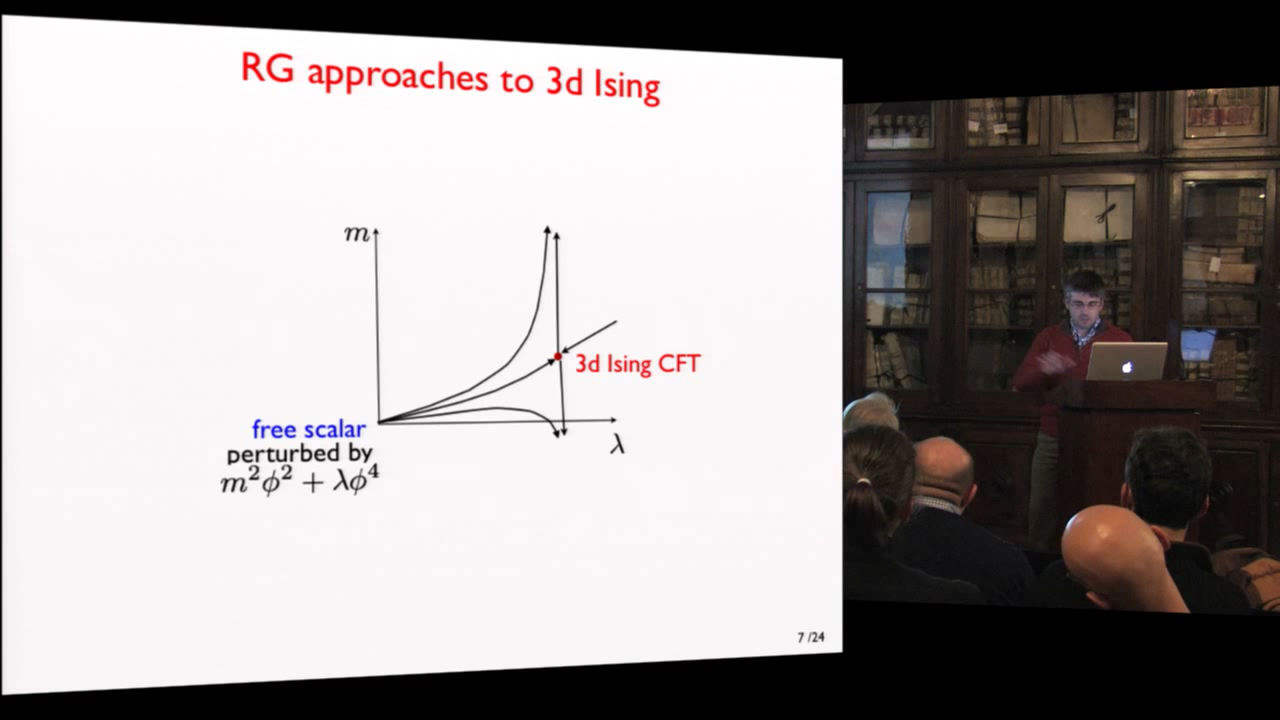 RG approaches to 3d Ising
m
3d Ising CFT
free scalar
perturbed by
m²ϕ² + λϕ⁴
λ
7 /24